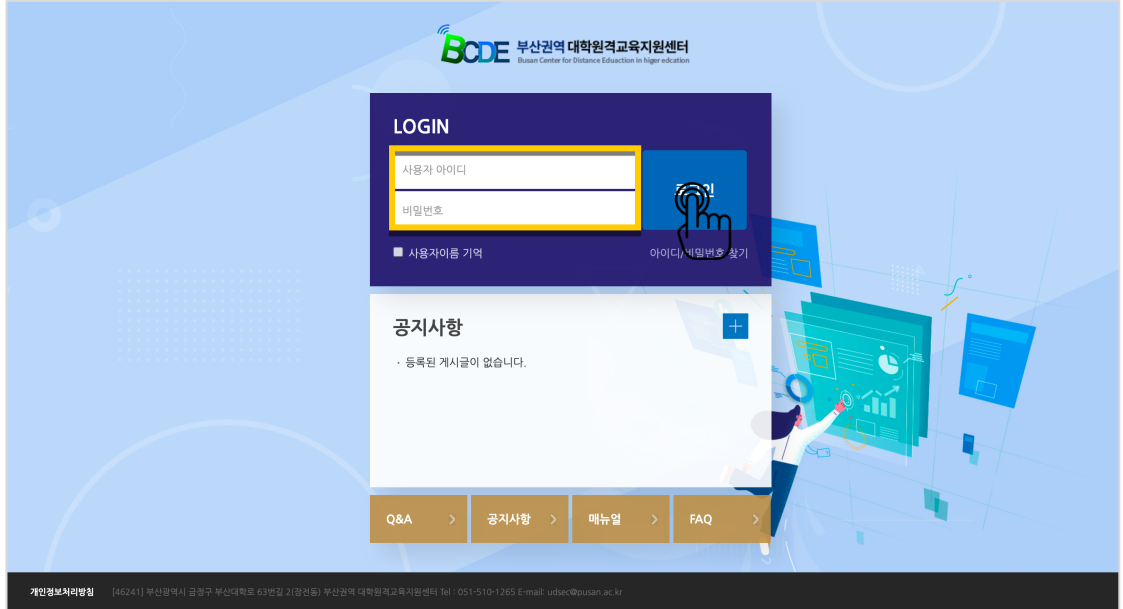 BCDE 부산권역 대학원격교육지원센터
Busan Center for Distance Eduaction in higer edcation
LOGIN
사용자 아이디
비밀번호
사용자이름 기억
아이디/비밀번호 찾기
공지사항
· 등록된 게시글이 없습니다.
Q&A 공지사항 매뉴얼 FAQ
개인정보처리방침 [46241] 부산광역시 금정구 부산대학로 63번길 2(장전동) 부산권역 대학원격교육지원센터 Tel : 051-510-1265 E-mail: udsec@pusan.ac.kr